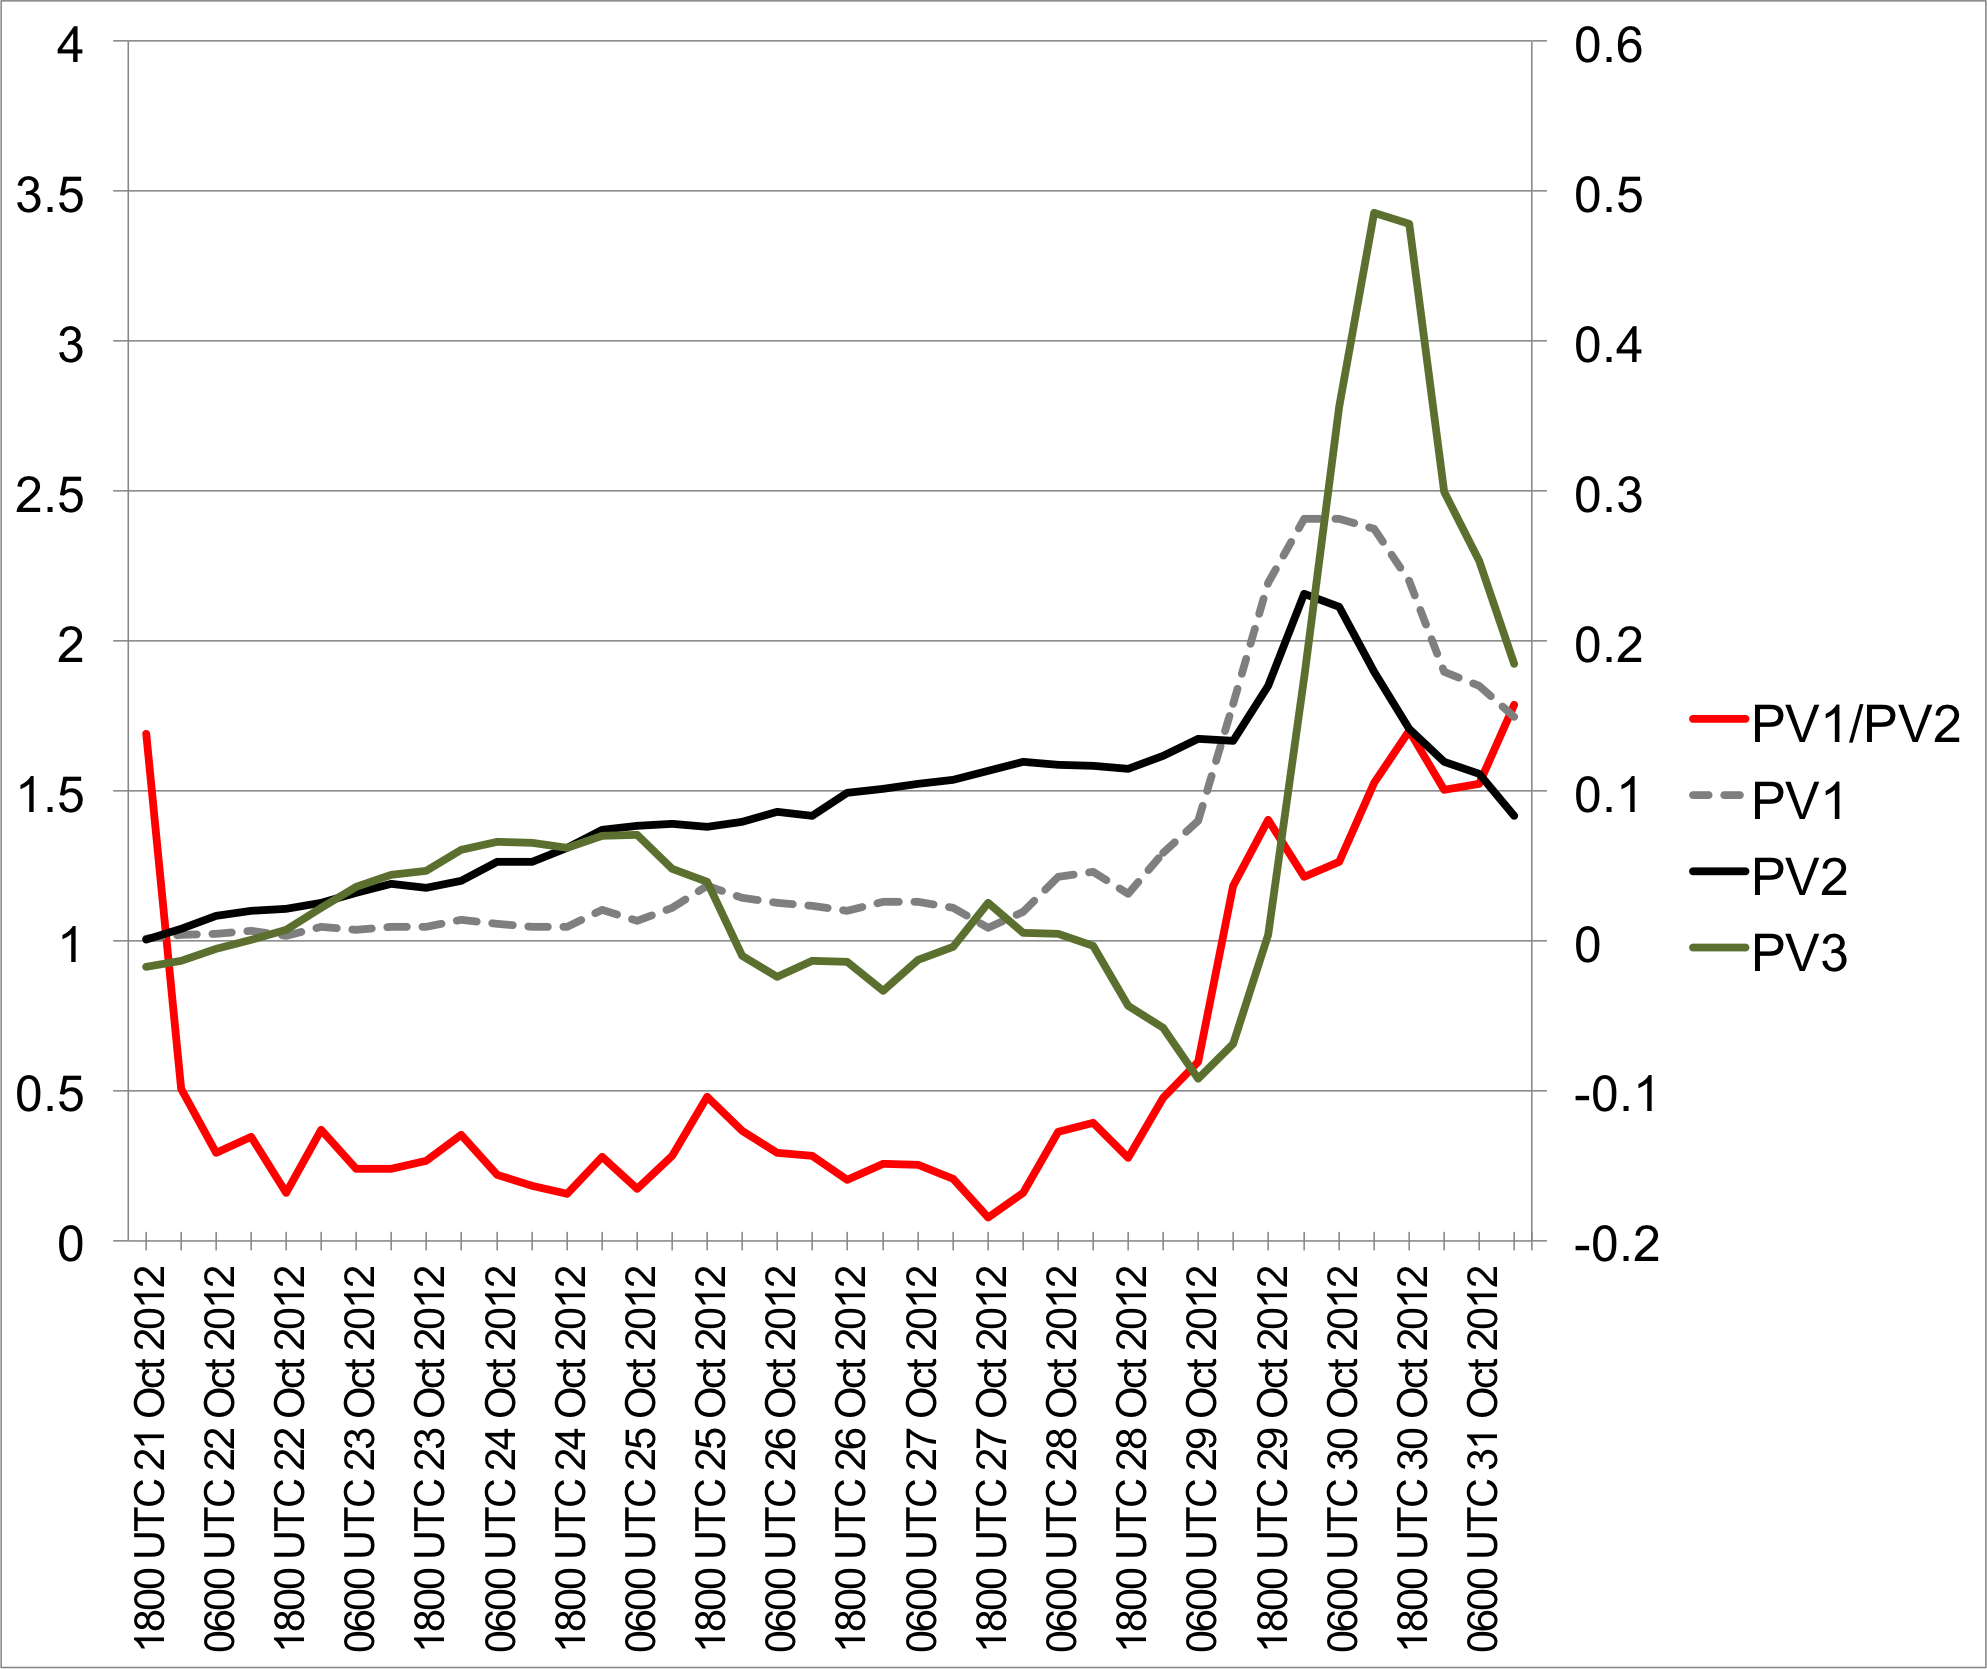 4
3.5
3
2.5
2
1.5
1
0.5
0
0.6
0.5
0.4
0.3
0.2
0.1
0
-0.1
-0.2
1800 UTC 21 Oct 2012
0600 UTC 22 Oct 2012
1800 UTC 22 Oct 2012
0600 UTC 23 Oct 2012
1800 UTC 23 Oct 2012
0600 UTC 24 Oct 2012
1800 UTC 24 Oct 2012
0600 UTC 25 Oct 2012
1800 UTC 25 Oct 2012
0600 UTC 26 Oct 2012
1800 UTC 26 Oct 2012
0600 UTC 27 Oct 2012
1800 UTC 27 Oct 2012
0600 UTC 28 Oct 2012
1800 UTC 28 Oct 2012
0600 UTC 29 Oct 2012
1800 UTC 29 Oct 2012
0600 UTC 30 Oct 2012
1800 UTC 30 Oct 2012
0600 UTC 31 Oct 2012
PV1/PV2
PV1
PV2
PV3